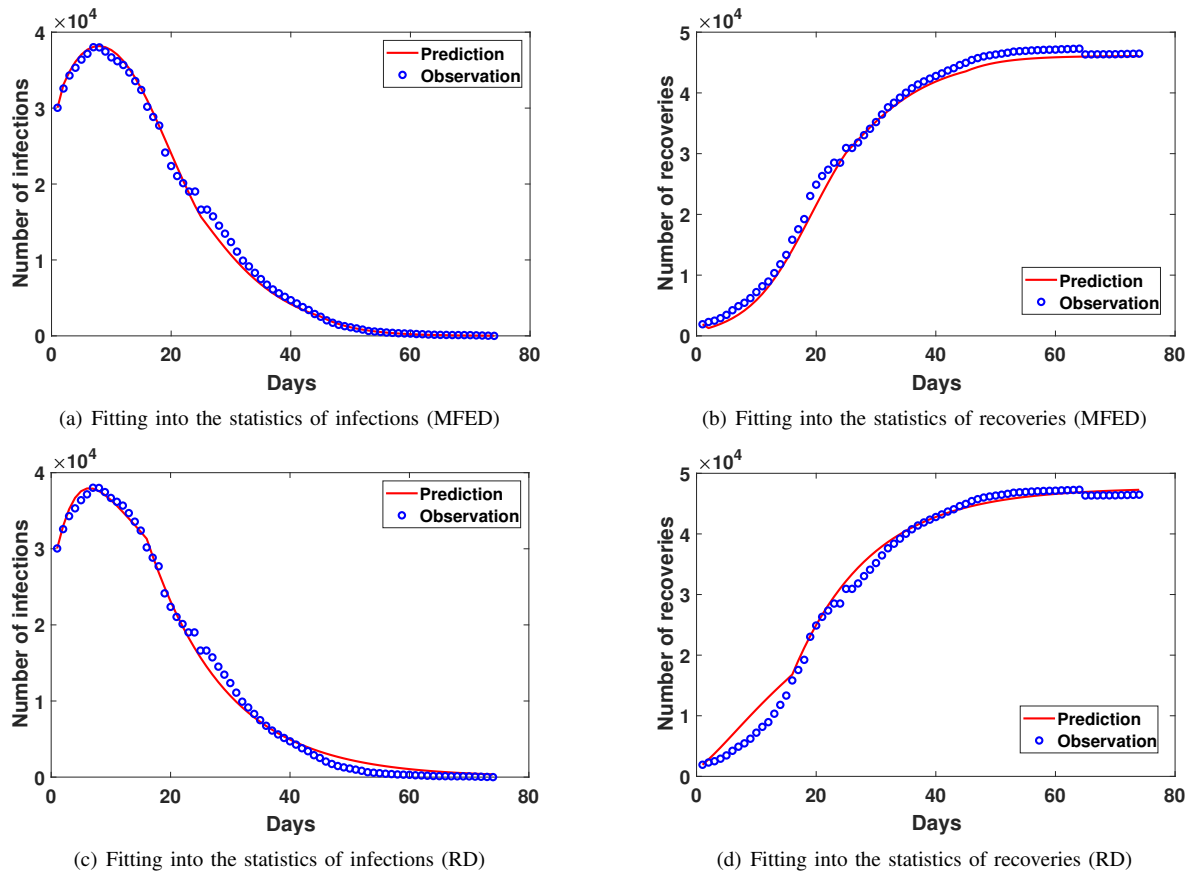 ×10⁴
4
3
2
1
0
Number of infections
0
20
40
60
80
Days
Prediction
Observation
(a) Fitting into the statistics of infections (MFED)
×10⁴
5
4
3
2
1
0
Number of recoveries
0
20
40
60
80
Days
Prediction
Observation
(b) Fitting into the statistics of recoveries (MFED)
×10⁴
4
3
2
1
0
Number of infections
0
20
40
60
80
Days
Prediction
Observation
(c) Fitting into the statistics of infections (RD)
×10⁴
5
4
3
2
1
0
Number of recoveries
0
20
40
60
80
Days
Prediction
Observation
(d) Fitting into the statistics of recoveries (RD)